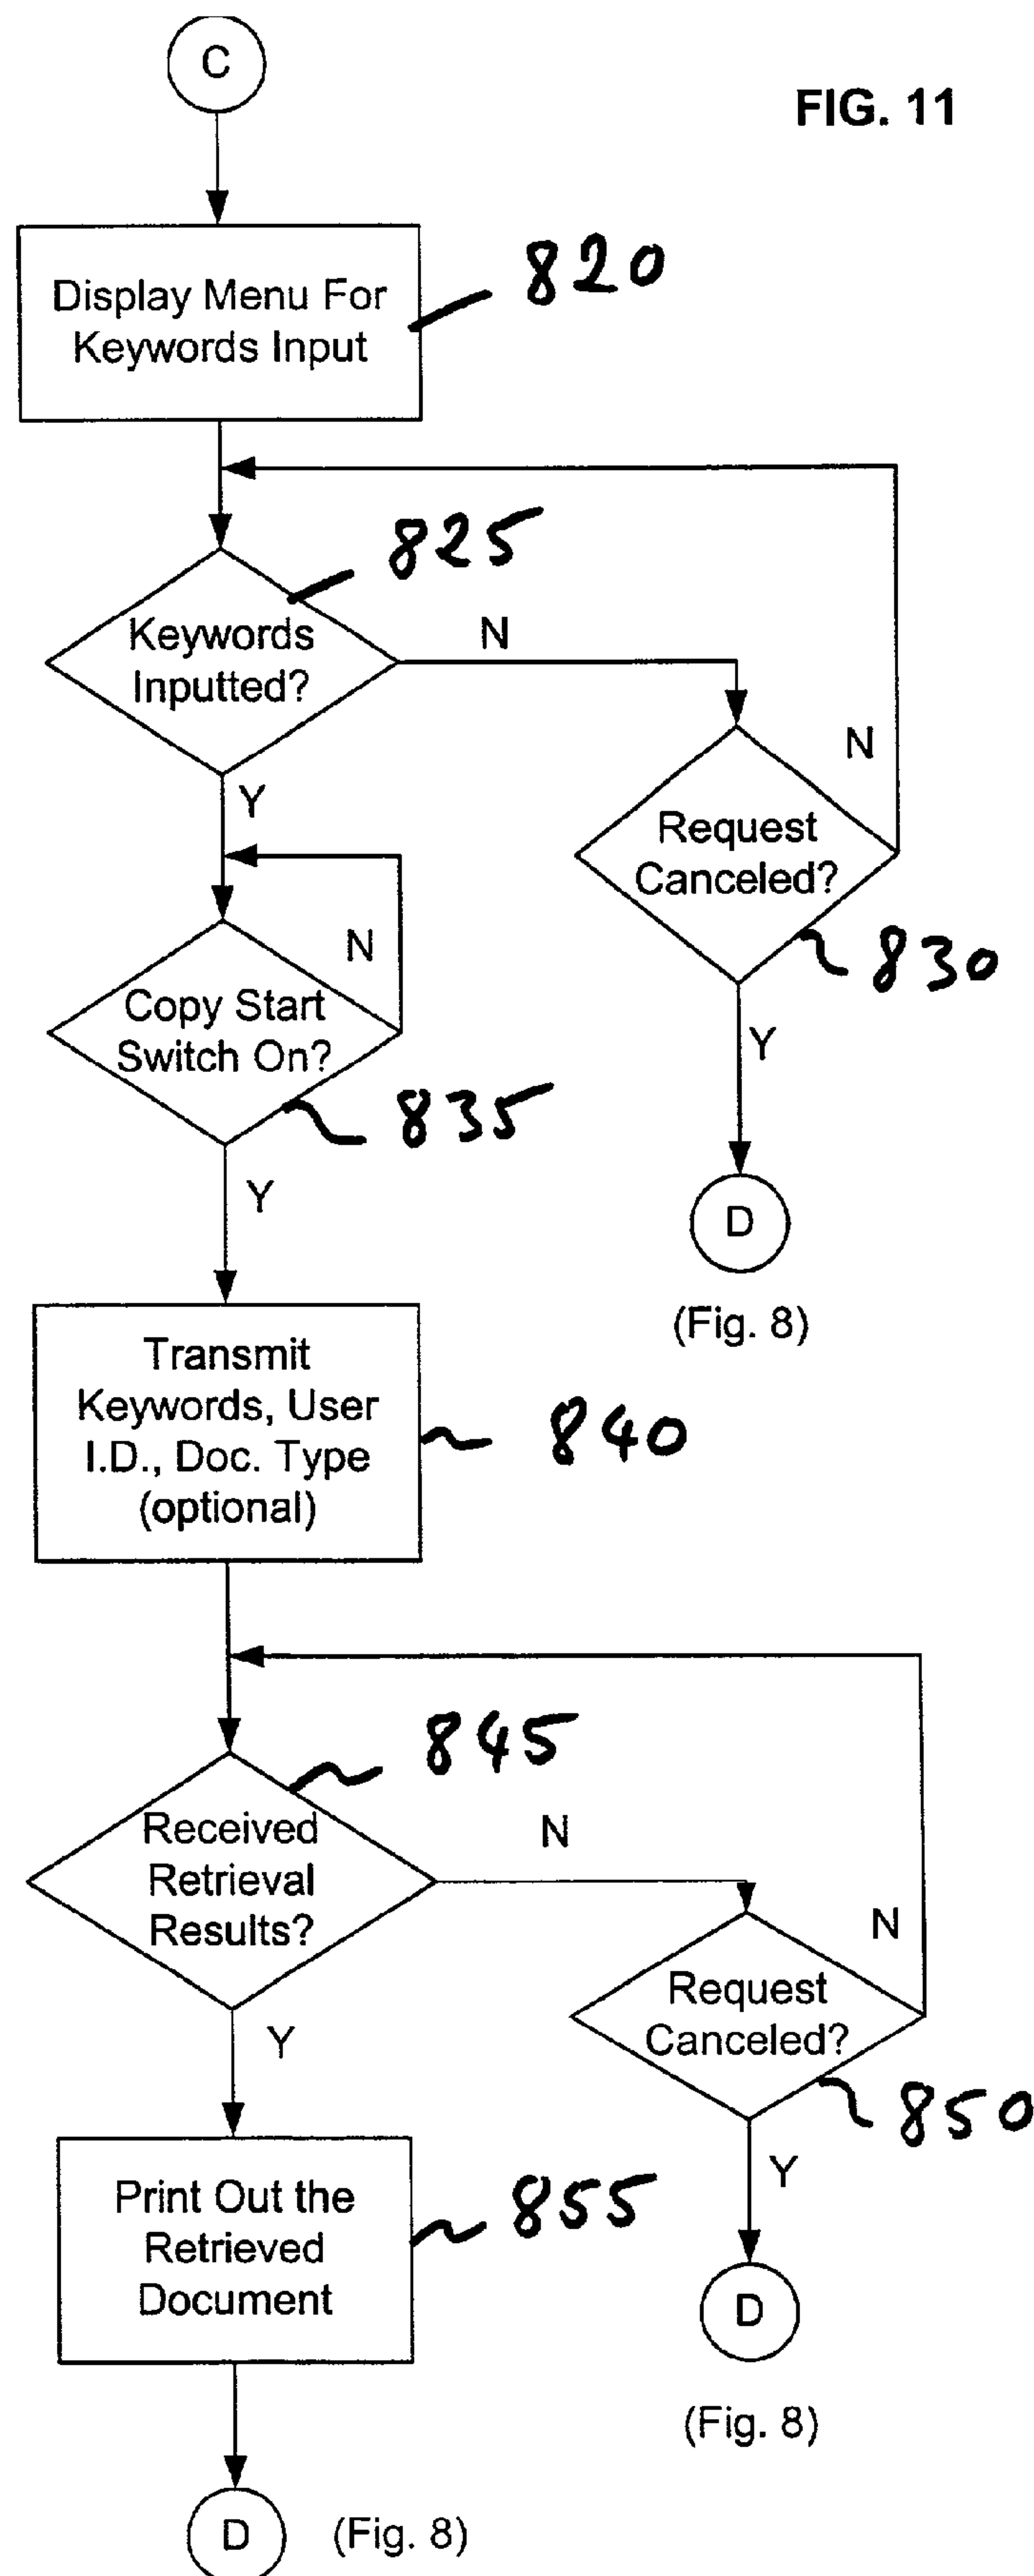 C
FIG. 11
820
Display Menu For
Keywords Input
825
Keywords
Inputted?
N
Y
N
Request
Canceled?
830
N
Copy Start
Switch On?
835
Y
Y
D
(Fig. 8)
Transmit
Keywords, User
I.D., Doc. Type
(optional)
840
845
Received
Retrieval
Results?
N
N
Request
Canceled?
850
Y
Y
Print Out the
Retrieved
Document
855
D
(Fig. 8)
D
(Fig. 8)